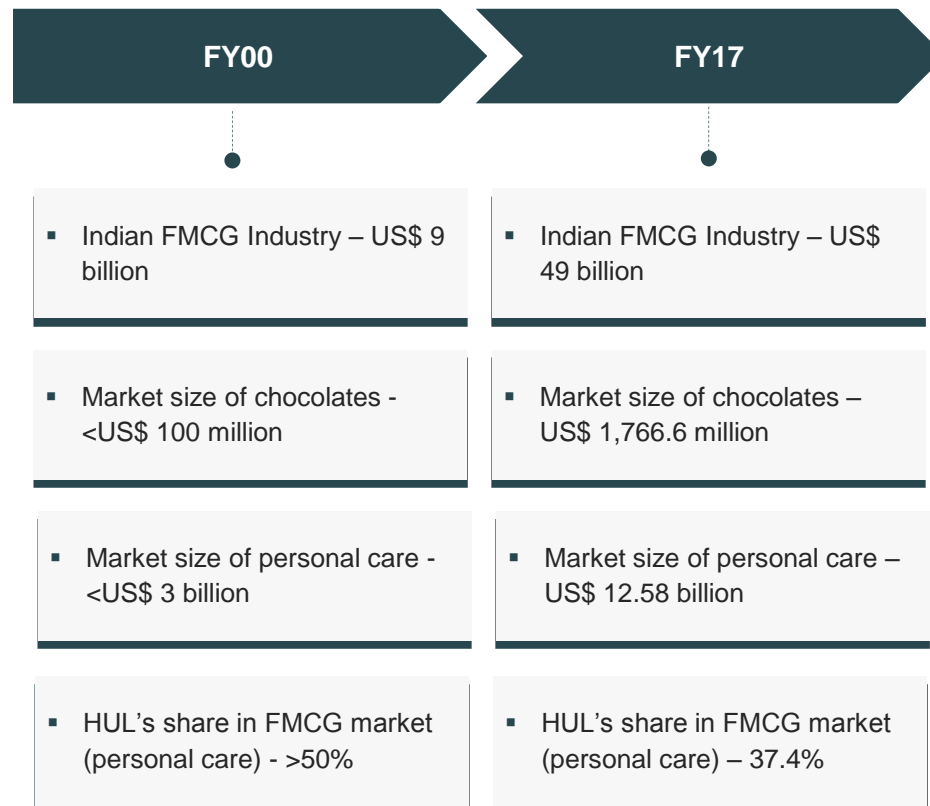 FY00
FY17
▪ Indian FMCG Industry – US$ 9
billion
▪ Indian FMCG Industry – US$
49 billion
▪ Market size of chocolates -
<US$ 100 million
▪ Market size of chocolates –
US$ 1,766.6 million
▪ Market size of personal care -
<US$ 3 billion
▪ Market size of personal care –
US$ 12.58 billion
▪ HUL’s share in FMCG market
(personal care) - >50%
▪ HUL’s share in FMCG market
(personal care) – 37.4%